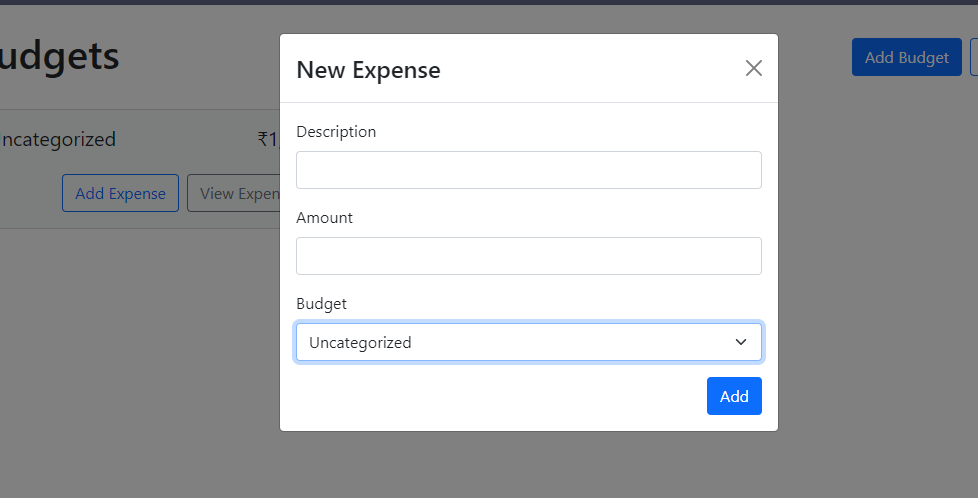 udgets
Add Budget
New Expense
ncategorized
₹1,
Add Expense
View Expen
Description
Amount
Budget
Uncategorized
Add